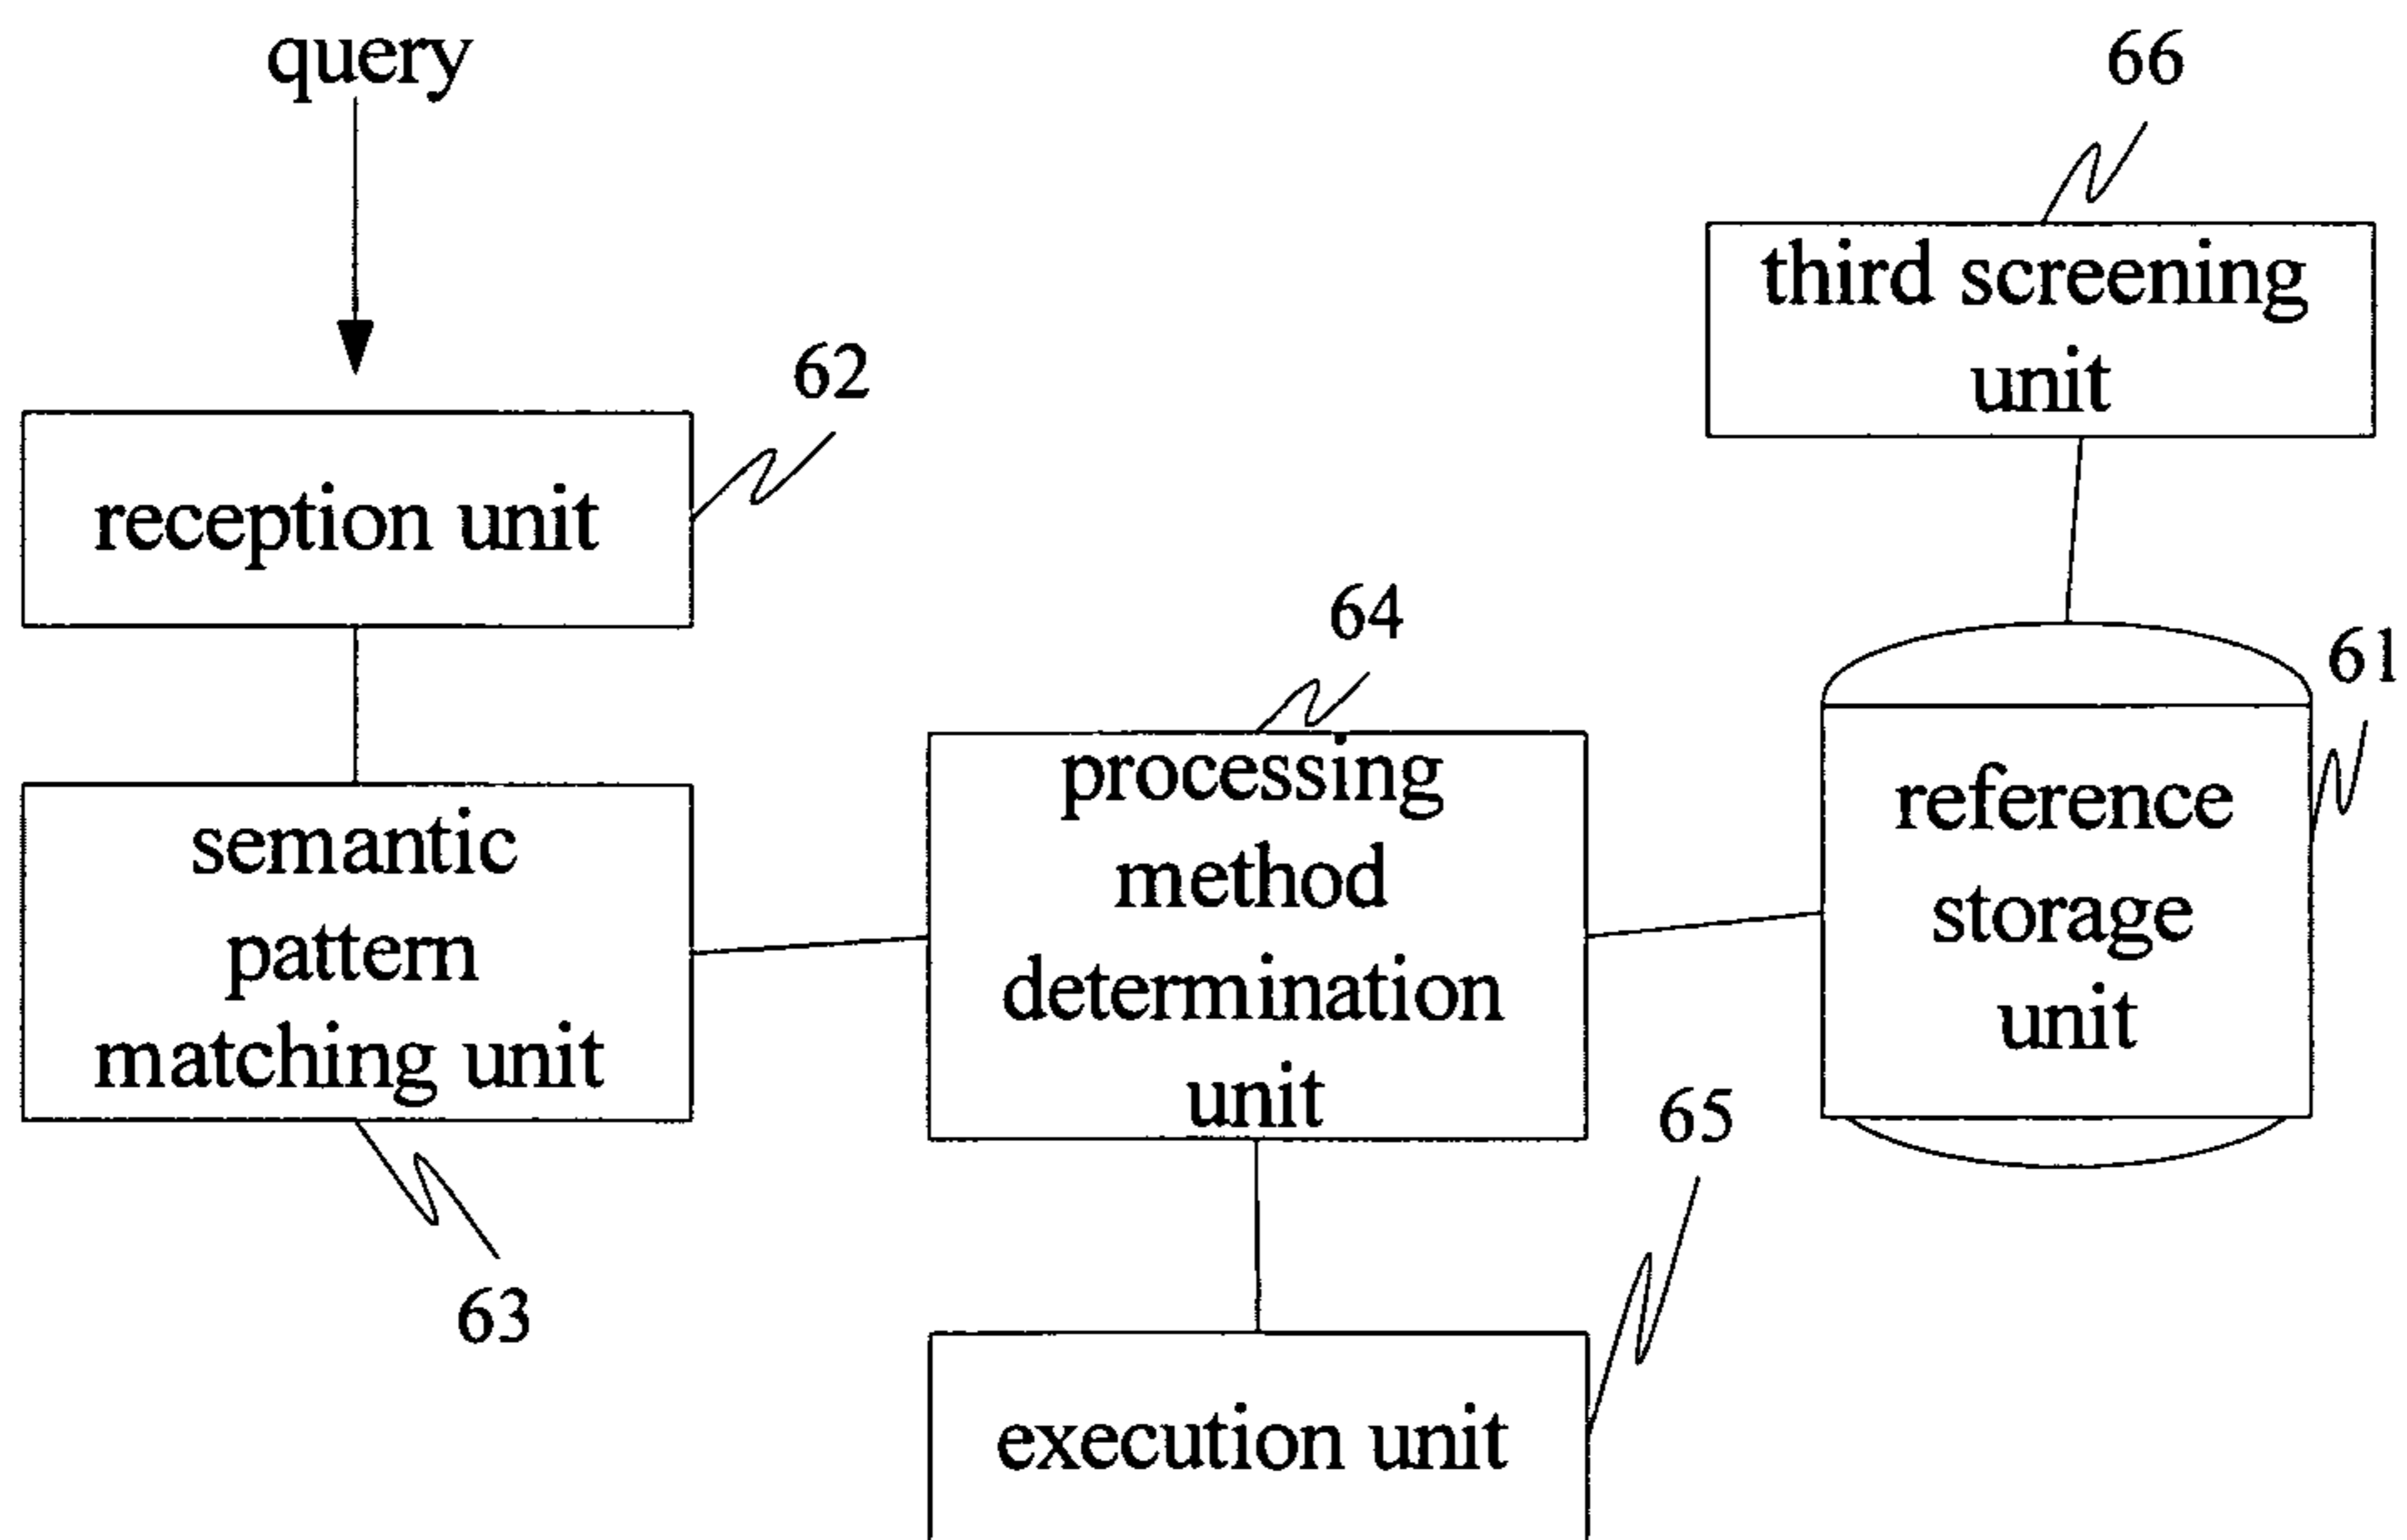 query
66
third screening
unit
62
reception unit
64
61
semantic
pattern
matching unit
processing
method
determination
unit
reference
storage
unit
65
63
execution unit